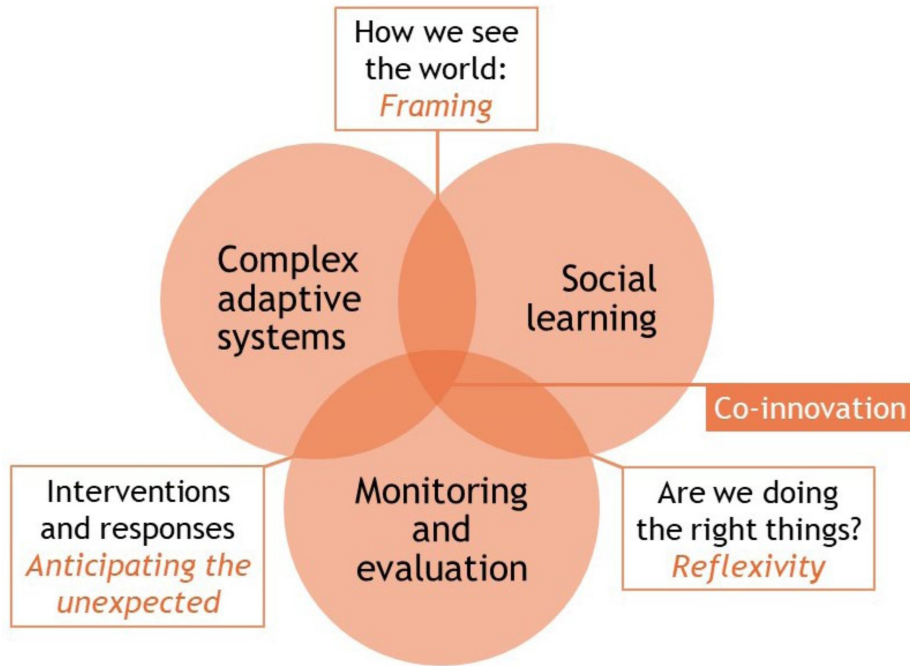 How we see
the world:
Framing
Complex
adaptive
systems
Social
learning
Co-innovation
Interventions
and responses
Anticipating the
unexpected
Monitoring
and
evaluation
Are we doing
the right things?
Reflexivity